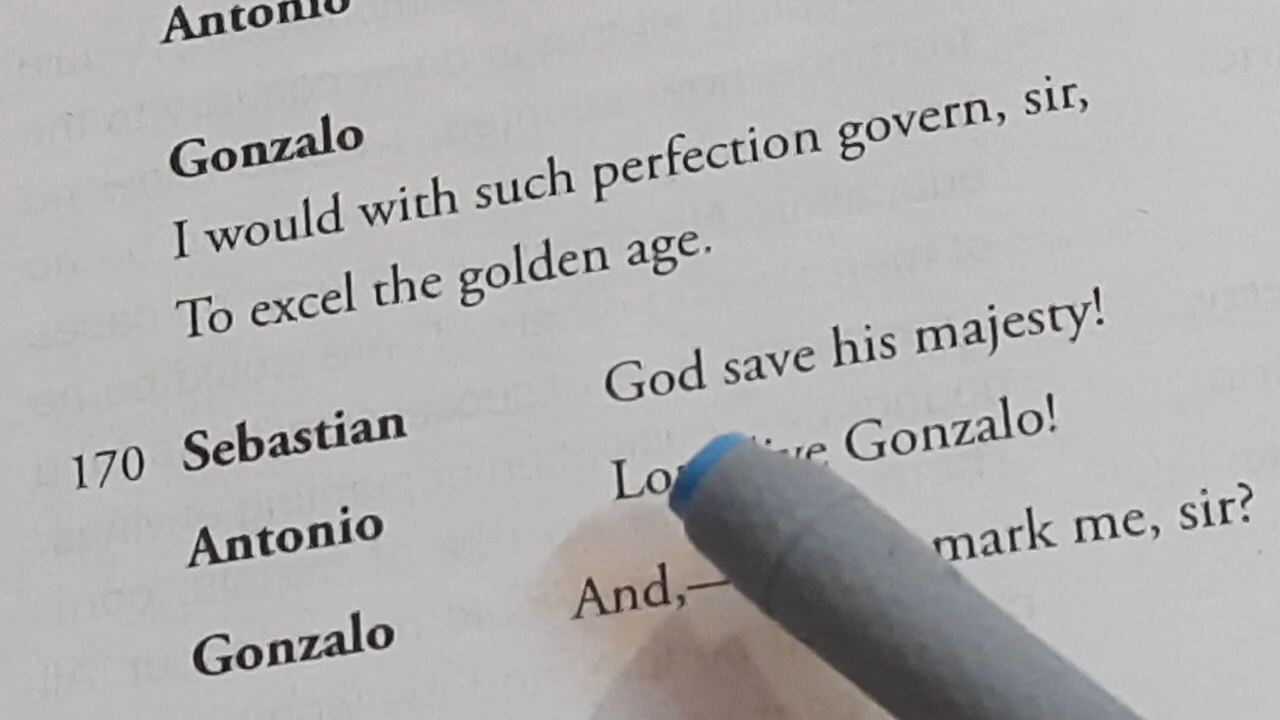 Antonio
Gonzalo
I would with such perfection govern, sir,
To excel the golden age.
170 Sebastian God save his majesty!
Antonio Gonzalo!
Gonzalo And,— mark me, sir?